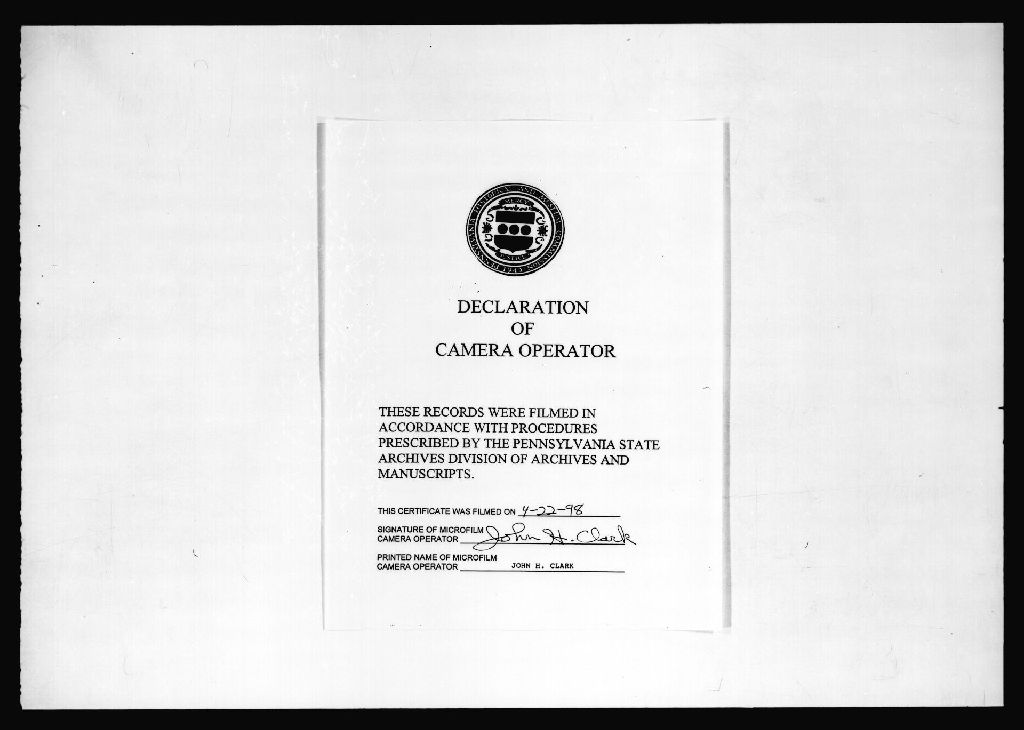 DECLARATION
OF
CAMERA OPERATOR
THESE RECORDS WERE FILMED IN
ACCORDANCE WITH PROCEDURES
PRESCRIBED BY THE PENNSYLVANIA STATE
ARCHIVES DIVISION OF ARCHIVES AND
MANUSCRIPTS.
THIS CERTIFICATE WAS FILMED ON 4-22-98
SIGNATURE OF MICROFILM
CAMERA OPERATOR John H. Clark
PRINTED NAME OF MICROFILM
CAMERA OPERATOR JOHN H. CLARK